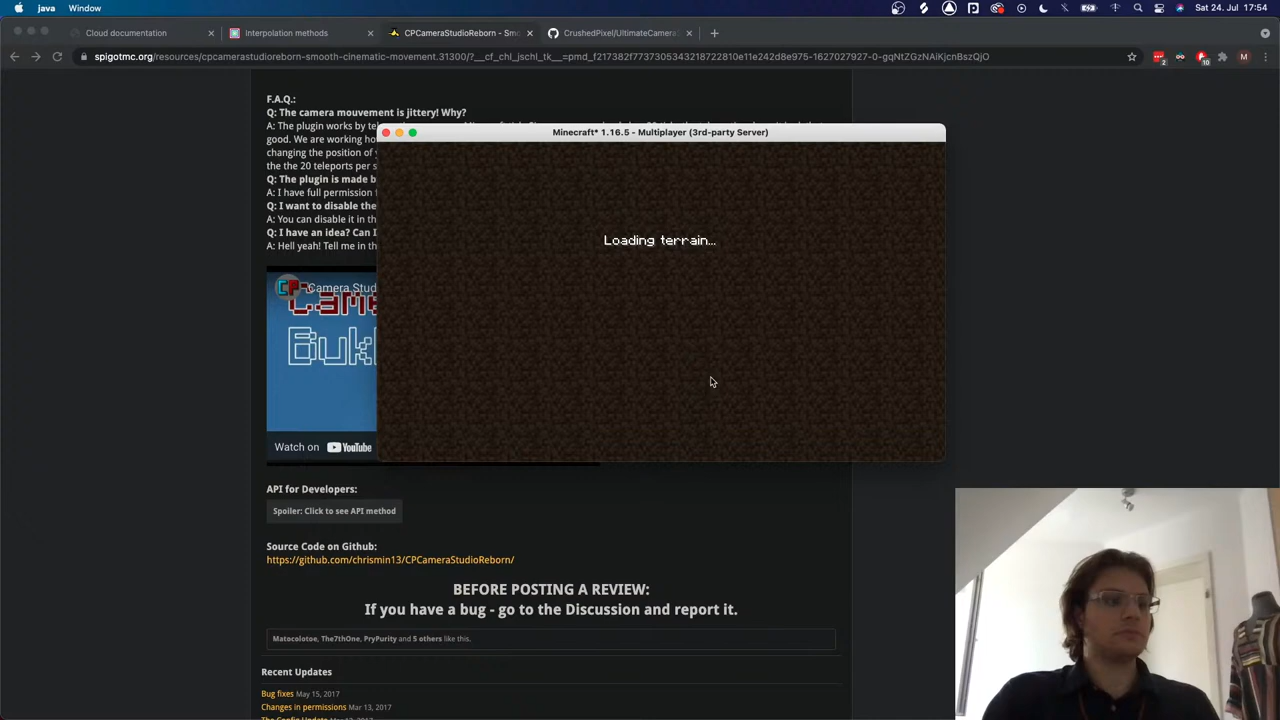 java Window
Sat 24. Jul 17:54
Cloud documentation
Interpolation methods
CPCameraStudioReborn - Smo
CrushedPixel/UltimateCamera
spigotmc.org/resources/cpcamerastudioreborn-smooth-cinematic-movement.31300/?__cf_chl_jschl_tk__=pmd_f217382f7737305343218722810e11e242d8e975-1627027927-0-gqNtZGzNAiKjcnBszQjO
2
10
M
F.A.Q.:
Q: The camera mouvement is jittery! Why?
A: The plugin works by te
good. We are working ho
changing the position of
the the 20 teleports per s
Q: The plugin is made b
A: I have full permission
Q: I want to disable the
A: You can disable it in th
Q: I have an idea? Can I
A: Hell yeah! Tell me in th
Minecraft* 1.16.5 - Multiplayer (3rd-party Server)
Loading terrain...
CP
Camera Stud
Came
Bukk
Watch on YouTube
API for Developers:
Spoiler: Click to see API method
Source Code on Github:
https://github.com/chrismin13/CPCameraStudioReborn/
BEFORE POSTING A REVIEW:
If you have a bug - go to the Discussion and report it.
Matocolotoe, The7thOne, PryPurity and 5 others like this.
Recent Updates
Bug fixes May 15, 2017
Changes in permissions Mar 13, 2017